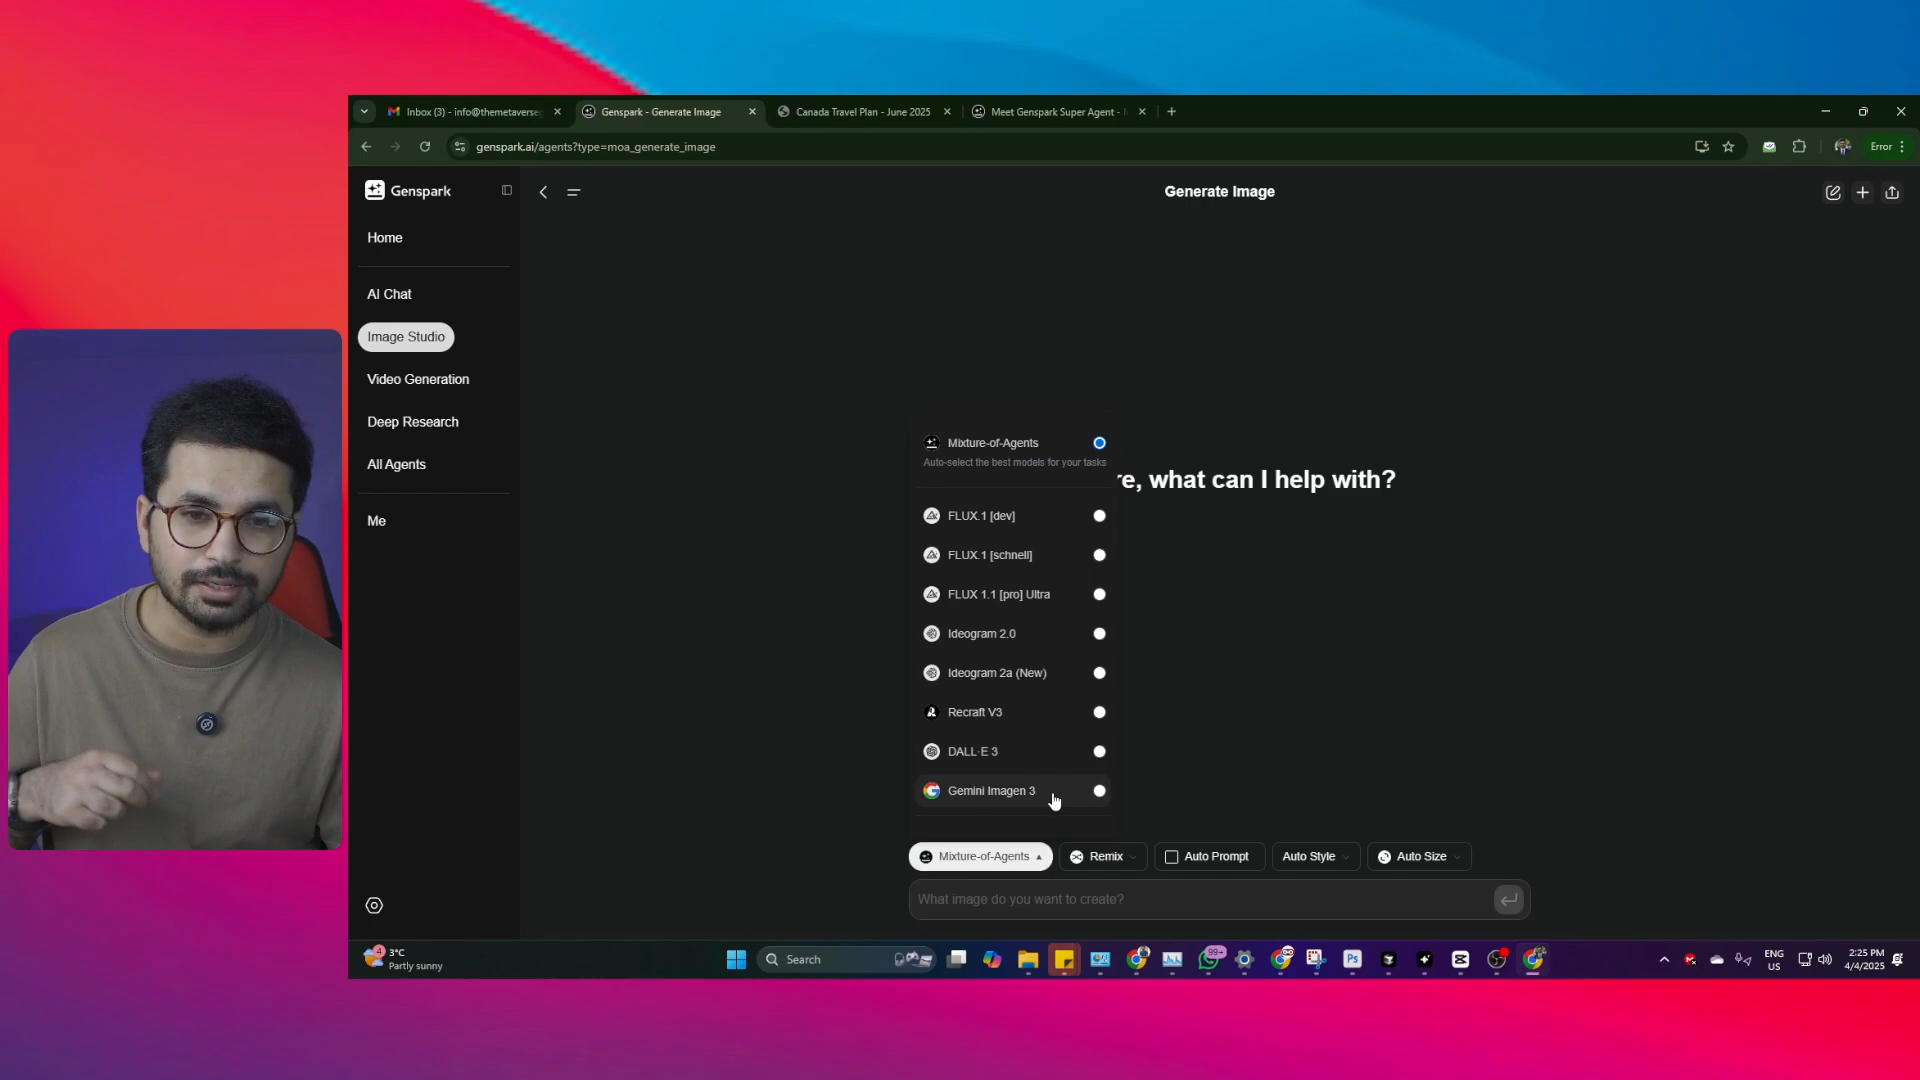 Inbox (3) - info@themetaverseg
Genspark - Generate Image
Canada Travel Plan - June 2025
Meet Genspark Super Agent -
genspark.ai/agents?type=moa_generate_image
Error
Genspark
Generate Image
Home
AI Chat
Image Studio
Video Generation
Deep Research
All Agents
Me
Mixture-of-Agents
Auto-select the best models for your tasks
re, what can I help with?
FLUX.1 [dev]
FLUX.1 [schnell]
FLUX 1.1 [pro] Ultra
Ideogram 2.0
Ideogram 2a (New)
Recraft V3
DALL·E 3
Gemini Imagen 3
Mixture-of-Agents
Remix
Auto Prompt
Auto Style
Auto Size
What image do you want to create?
4
3°C
Partly sunny
Search
99+
Ps
ENG
US
2:25 PM
4/4/2025